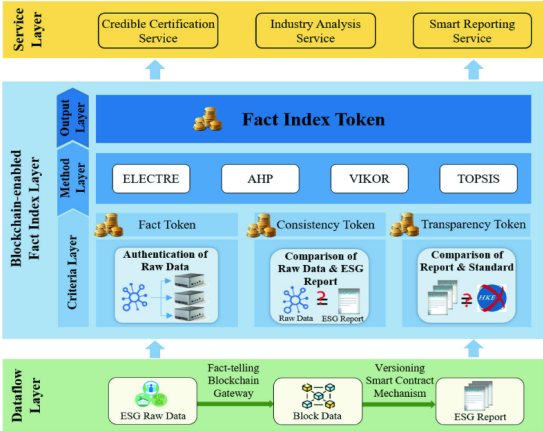 Service
Layer
Credible Certification
Service
Industry Analysis
Service
Smart Reporting
Service
Blockchain-enabled
Fact Index Layer
Output
Layer
Fact Index Token
Method
Layer
ELECTRE
AHP
VIKOR
TOPSIS
Criteria Layer
Fact Token
Consistency Token
Transparency Token
Authentication of
Raw Data
Comparison of
Raw Data & ESG
Report
?
=
Raw Data
ESG Report
Comparison of
Report & Standard
?
=
HKE
Dataflow
Layer
ESG Raw Data
Fact-telling
Blockchain
Gateway
Block Data
Versioning
Smart Contract
Mechanism
ESG Report